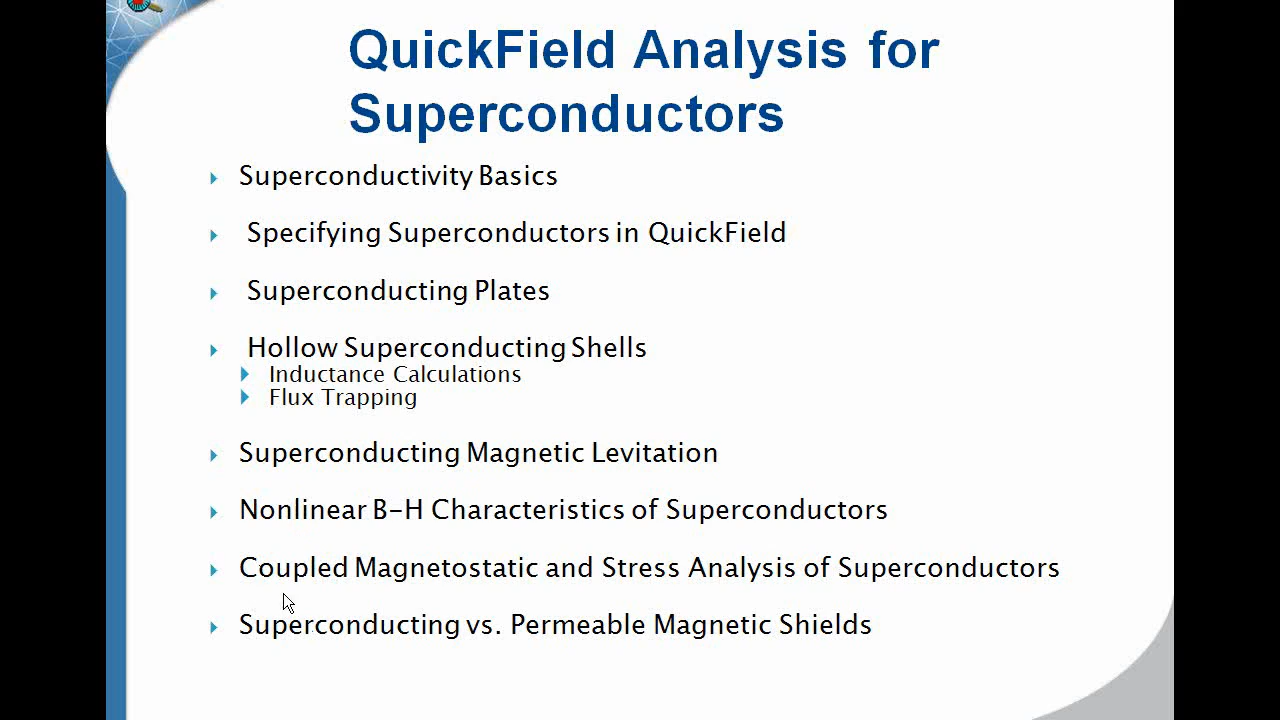 QuickField Analysis for
Superconductors
Superconductivity Basics
Specifying Superconductors in QuickField
Superconducting Plates
Hollow Superconducting Shells
Inductance Calculations
Flux Trapping
Superconducting Magnetic Levitation
Nonlinear B-H Characteristics of Superconductors
Coupled Magnetostatic and Stress Analysis of Superconductors
Superconducting vs. Permeable Magnetic Shields